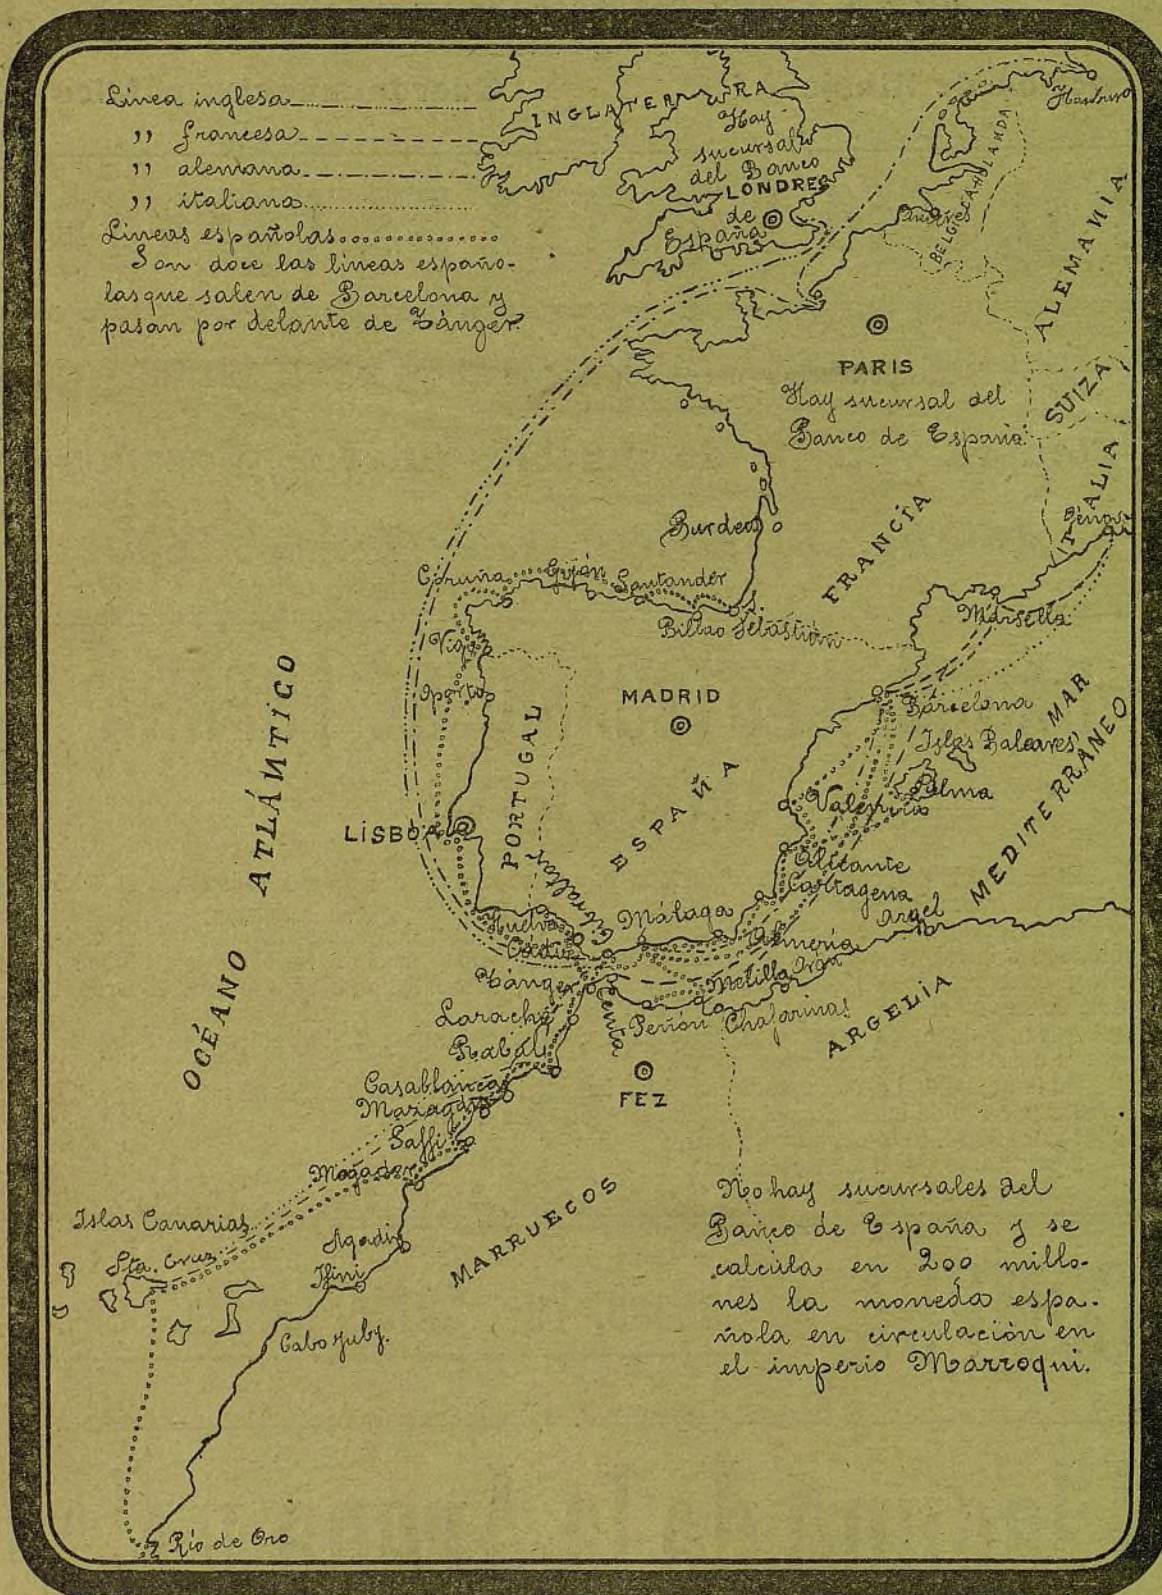 Línea inglesa
,, francesa
,, alemana
,, italiana
Líneas españolas
Son doce las líneas españo-
las que salen de Barcelona y
pasan por delante de Tánger.
INGLATERRA
Hay
sucursal
del Banco
LONDRES
de
España
Hamburgo
HOLANDA
BELGICA
Amberes
ALEMANIA
PARIS
Hay sucursal del
Banco de España
SUIZA
ITALIA
Génova
FRANCIA
Burdeos
Marsella
Coruña
Gijón
Santander
Bilbao
S.
Sebastián
Vigo
Oporto
MADRID
Barcelona
Islas Baleares
Palma
MAR
MEDITERRÁNEO
PORTUGAL
ESPAÑA
Valencia
LISBOA
Alicante
Cartagena
Gibraltar
Huelva
Cádiz
Málaga
Almería
Argel
Orán
Melilla
Tánger
Ceuta
Peñón
Chafarinas
ARGELIA
Larache
Rabat
FEZ
Casablanca
Mazagán
Saffi
Mogador
OCÉANO ATLÁNTICO
MARRUECOS
Islas Canarias
Sta. Cruz
Agadir
Ifini
Cabo Juby.
Río de Oro
No hay sucursales del
Banco de España y se
calcula en 200 millo-
nes la moneda espa-
ñola en circulación en
el imperio Marroqui.